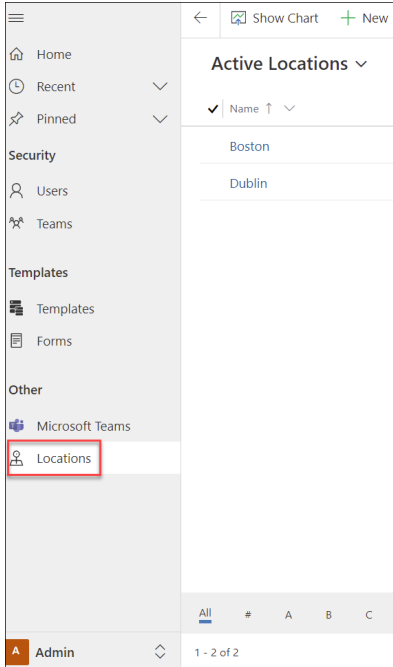 Show Chart
New
Home
Recent
Pinned
Security
Users
Teams
Templates
Templates
Forms
Other
Microsoft Teams
Locations
A Admin
Active Locations
Name
Boston
Dublin
All # A B C
1 - 2 of 2